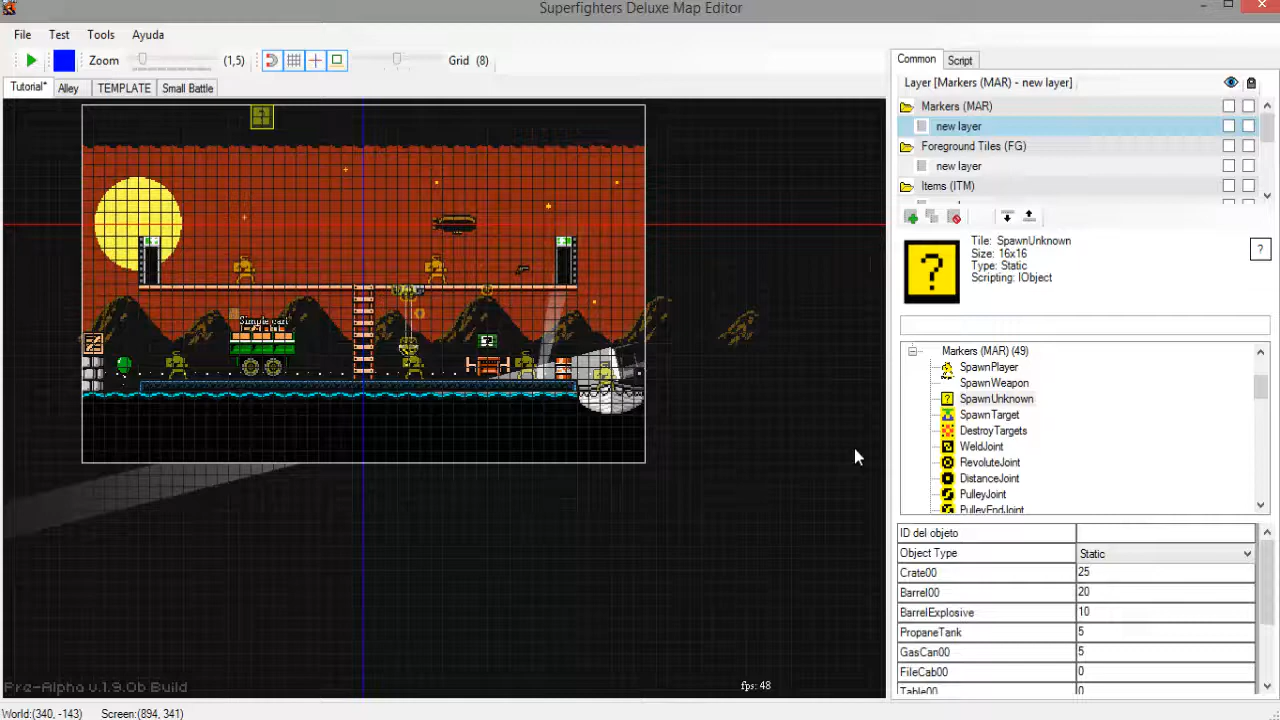 Superfighters Deluxe Map Editor
File Test Tools Ayuda
Zoom (1,5) Grid (8)
Tutorial* Alley TEMPLATE Small Battle
Simple cart
Pre-Alpha v.1.9.0b Build
fps: 48
World:(340, -143) Screen:(894, 341)
Common Script
Layer [Markers (MAR) - new layer]
Markers (MAR)
new layer
Foreground Tiles (FG)
new layer
Items (ITM)
Tile: SpawnUnknown
Size: 16x16
Type: Static
Scripting: IObject
?
Markers (MAR) (49)
SpawnPlayer
SpawnWeapon
SpawnUnknown
SpawnTarget
DestroyTargets
WeldJoint
RevoluteJoint
DistanceJoint
PulleyJoint
PulleyEndJoint
ID del objeto
Object Type Static
Crate00 25
Barrel00 20
BarrelExplosive 10
PropaneTank 5
GasCan00 5
FileCab00 0
Table00 0